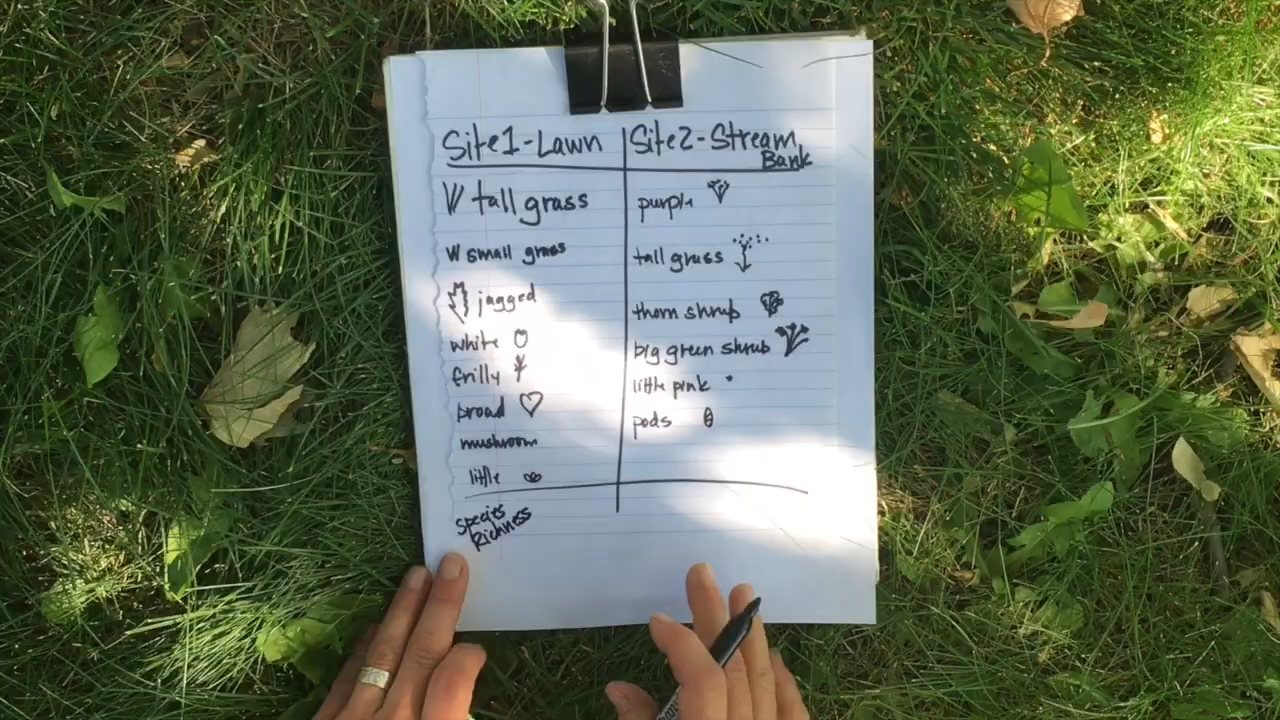 Site1-Lawn
Site2-Stream
Bank
tall grass
small grass
jagged
white
frilly
broad
mushroom
little
purple
tall grass
thorn shrub
big green shrub
little pink
pods
Species
Richness